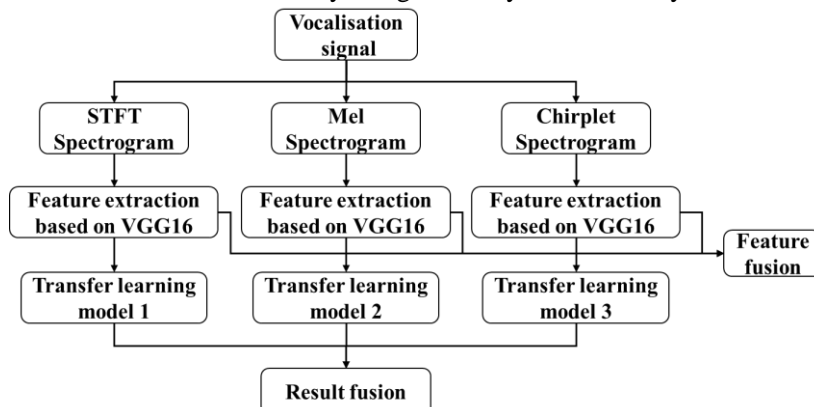 Vocalisation
signal
STFT
Spectrogram
Mel
Spectrogram
Chirplet
Spectrogram
Feature extraction
based on VGG16
Feature extraction
based on VGG16
Feature extraction
based on VGG16
Feature
fusion
Transfer learning
model 1
Transfer learning
model 2
Transfer learning
model 3
Result fusion